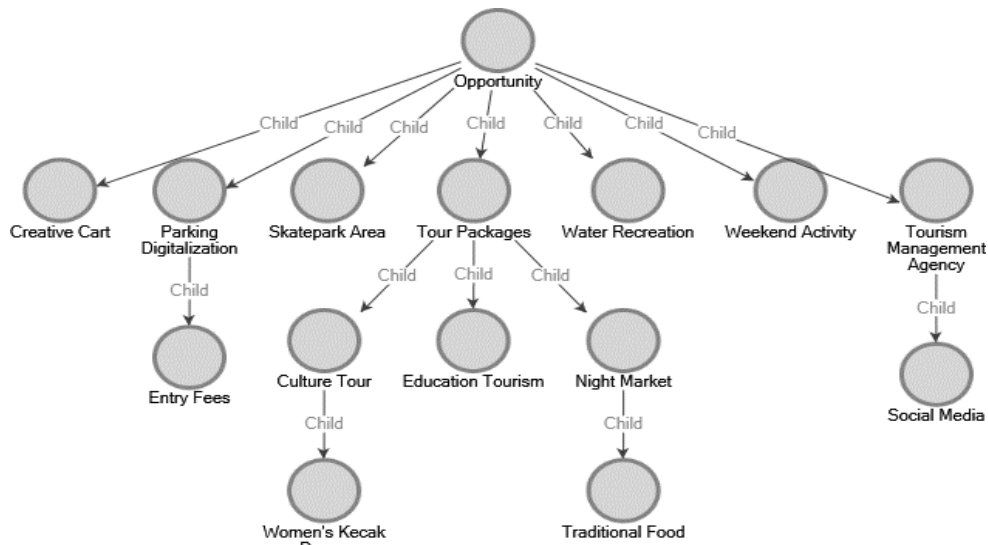 Opportunity
Child
Child
Child
Child
Child
Child
Child
Creative Cart
Parking
Digitalization
Skatepark Area
Tour Packages
Water Recreation
Weekend Activity
Tourism
Management
Agency
Child
Child
Child
Child
Child
Entry Fees
Culture Tour
Education Tourism
Night Market
Social Media
Child
Child
Women's Kecak
Traditional Food